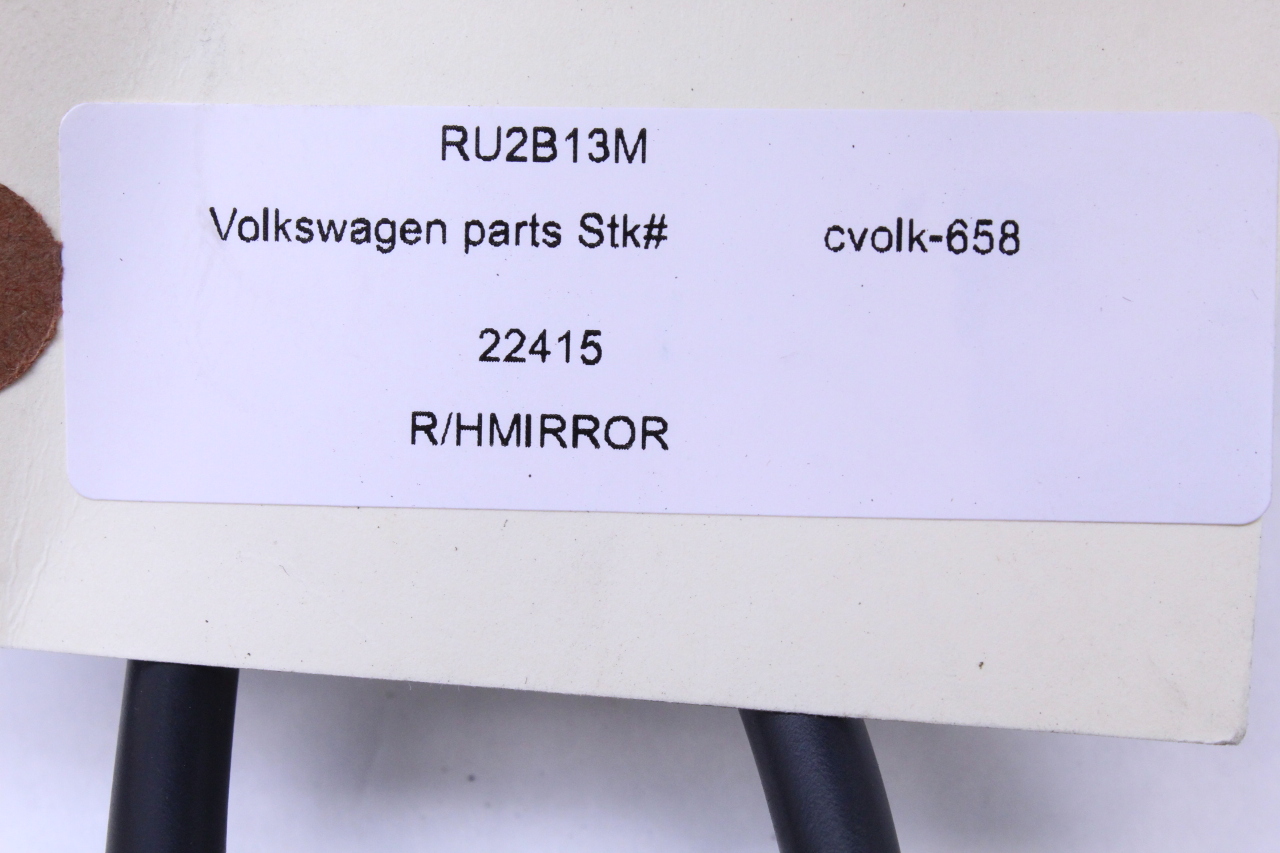 RU2B13M
Volkswagen parts Stk# cvolk-658
22415
R/HMIRROR